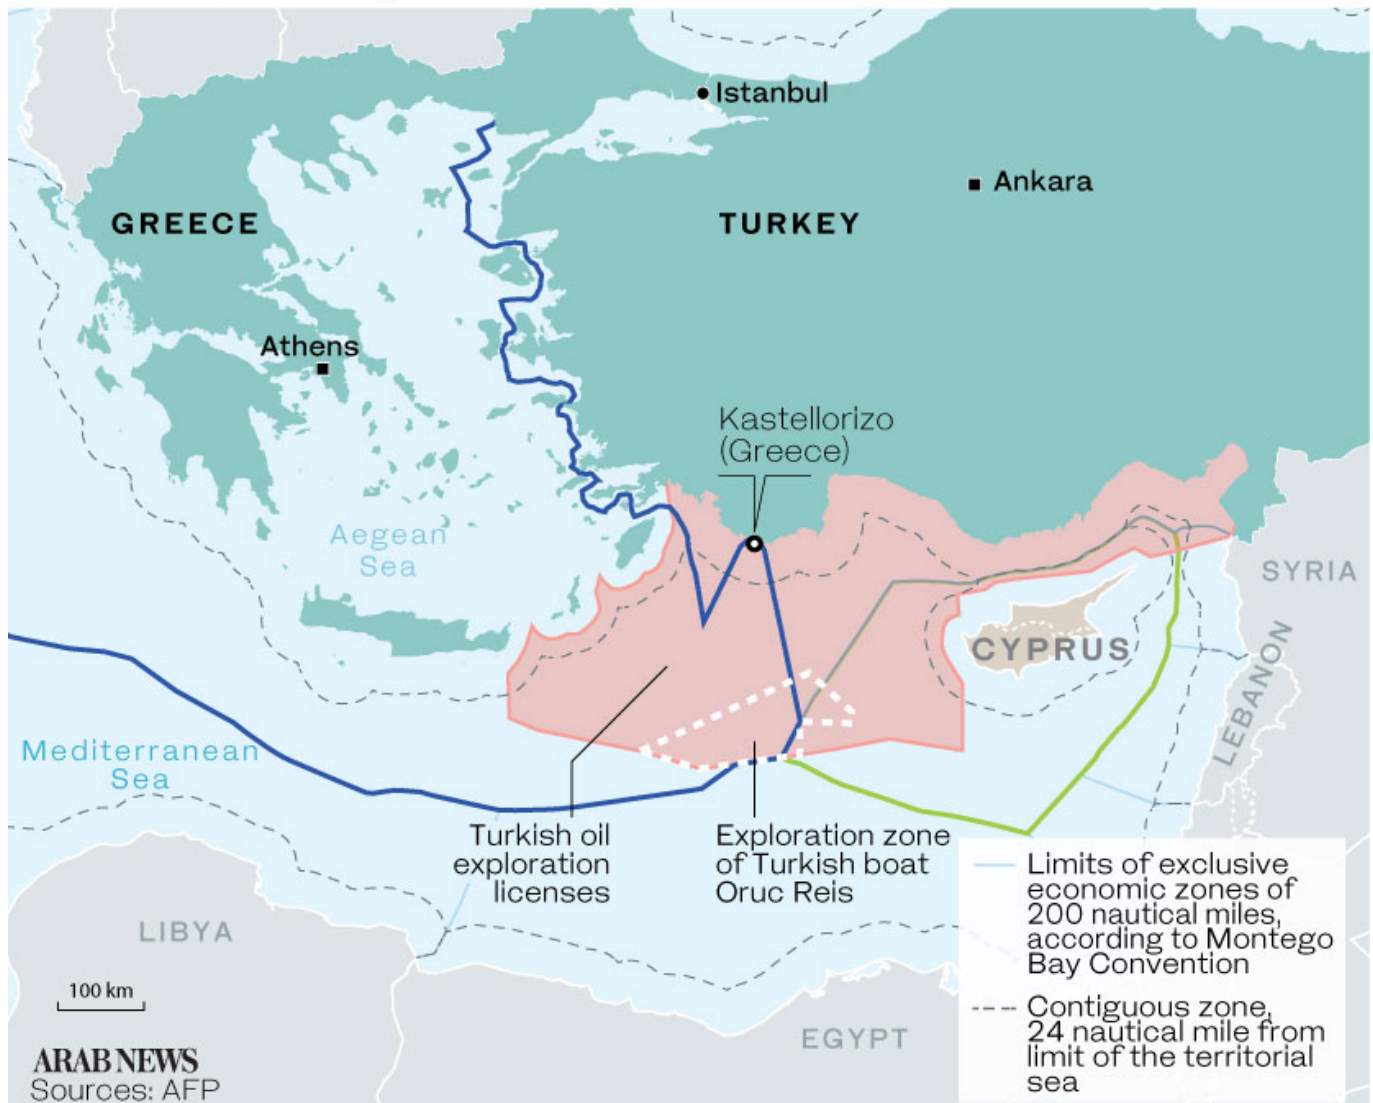 Istanbul
Ankara
GREECE
TURKEY
Athens
Kastellorizo
(Greece)
Aegean
Sea
SYRIA
CYPRUS
LEBANON
Mediterranean
Sea
Turkish oil
exploration
licenses
Exploration zone
of Turkish boat
Oruc Reis
Limits of exclusive
economic zones of
200 nautical miles,
according to Montego
Bay Convention
Contiguous zone,
24 nautical mile from
limit of the territorial
sea
LIBYA
100 km
EGYPT
ARAB NEWS
Sources: AFP